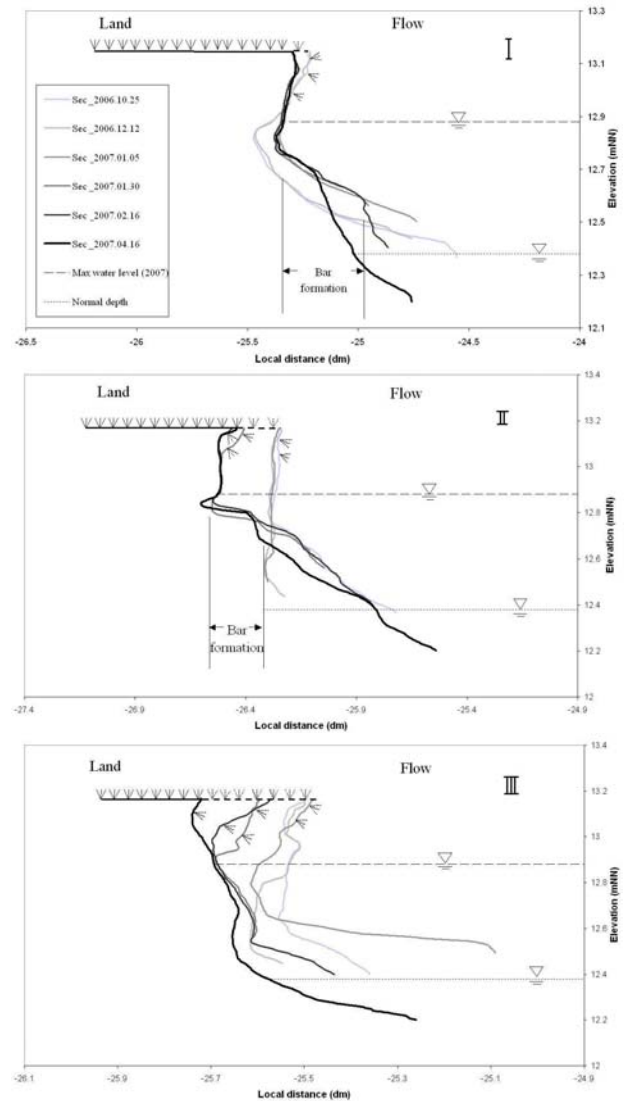 Land Flow I
Sec_2006.10.25
Sec_2006.12.12
Sec_2007.01.05
Sec_2007.01.30
Sec_2007.02.16
Sec_2007.04.16
Max water level (2007)
Normal depth
Bar
formation
13.3
13.1
12.9
12.7
12.5
12.3
12.1
Elevation (mNN)
-26.5 -26 -25.5 -25 -24.5 -24
Local distance (dm)
Land Flow II
Bar
formation
13.4
13.2
13
12.8
12.6
12.4
12.2
12
Elevation (mNN)
-27.4 -26.9 -26.4 -25.9 -25.4 -24.9
Local distance (dm)
Land Flow III
13.4
13.2
13
12.8
12.6
12.4
12.2
12
Elevation (mNN)
-26.1 -25.9 -25.7 -25.5 -25.3 -25.1 -24.9
Local distance (dm)